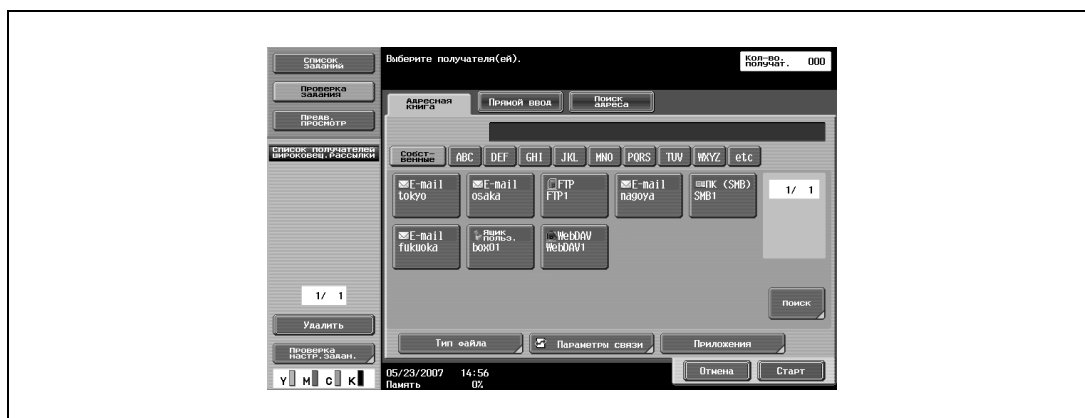 Список
заданий
Проверка
задания
Предв.
просмотр
Список получателей
широковещ.рассылки
1/ 1
Удалить
Проверка
настр.задан.
Y M C K
Выберите получателя(ей).
Кол-во.
получат. 000
Адресная
книга
Прямой ввод
Поиск
адреса
Собст-
венные ABC DEF GHI JKL MNO PQRS TUV WXYZ etc
E-mail
tokyo
E-mail
osaka
FTP
FTP1
E-mail
nagoya
ПК (SMB)
SMB1
1/ 1
E-mail
fukuoka
Ящик
польз.
box01
WebDAV
WebDAV1
Поиск
Тип файла Параметры связи Приложения
05/23/2007 14:56
Память 0%
Отмена Старт